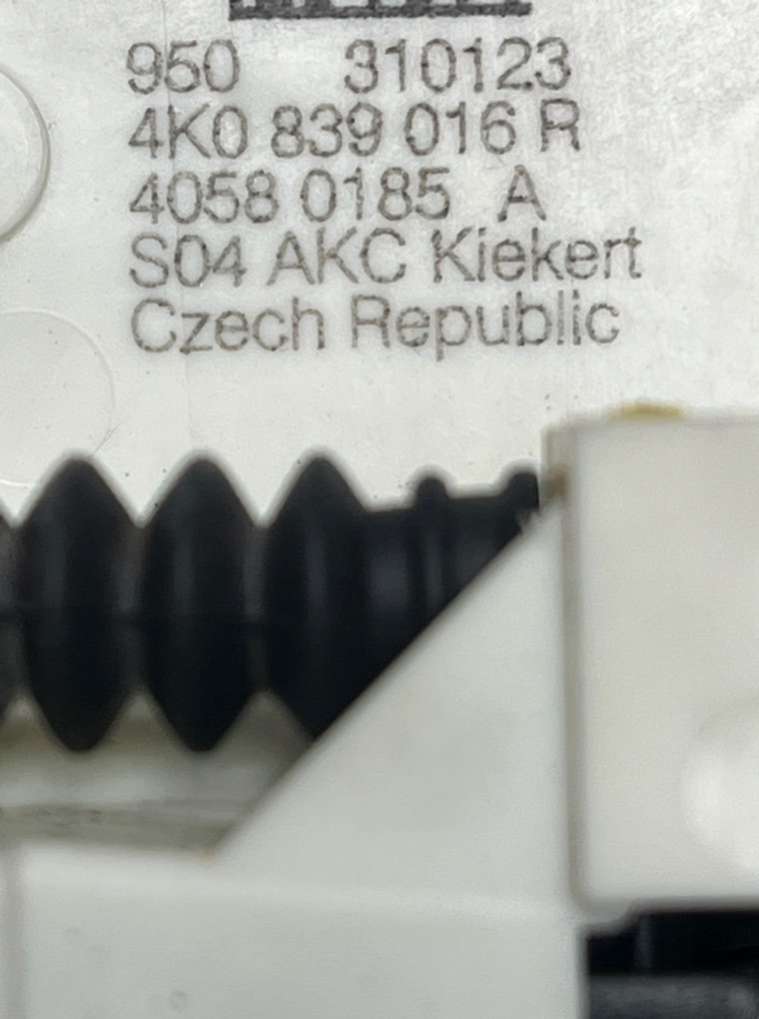 950 310123
4K0 839 016 R
4058 0185 A
S04 AKC Kiekert
Czech Republic